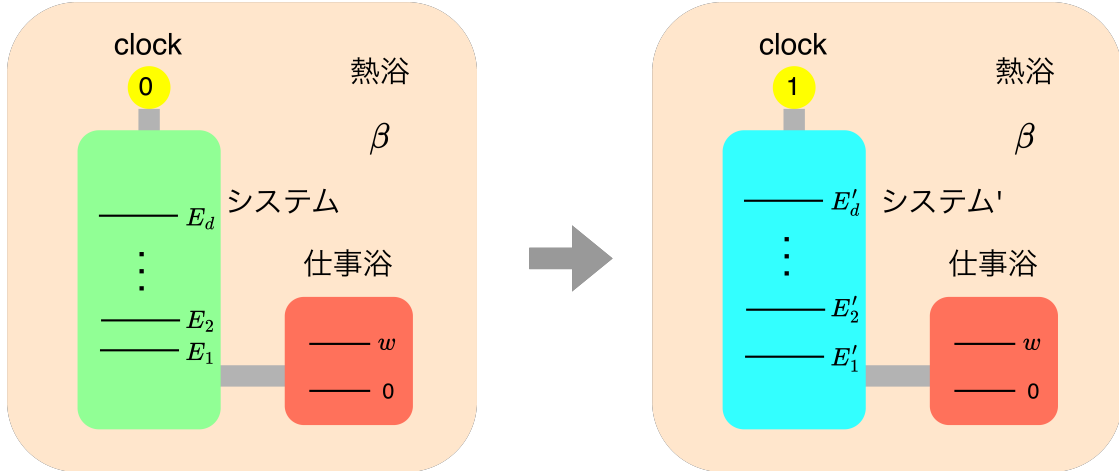 clock
0
熱浴
β
システム
E_d
⋮
E_2
E_1
仕事浴
w
0
clock
1
熱浴
β
システム'
E'_d
⋮
E'_2
E'_1
仕事浴
w
0